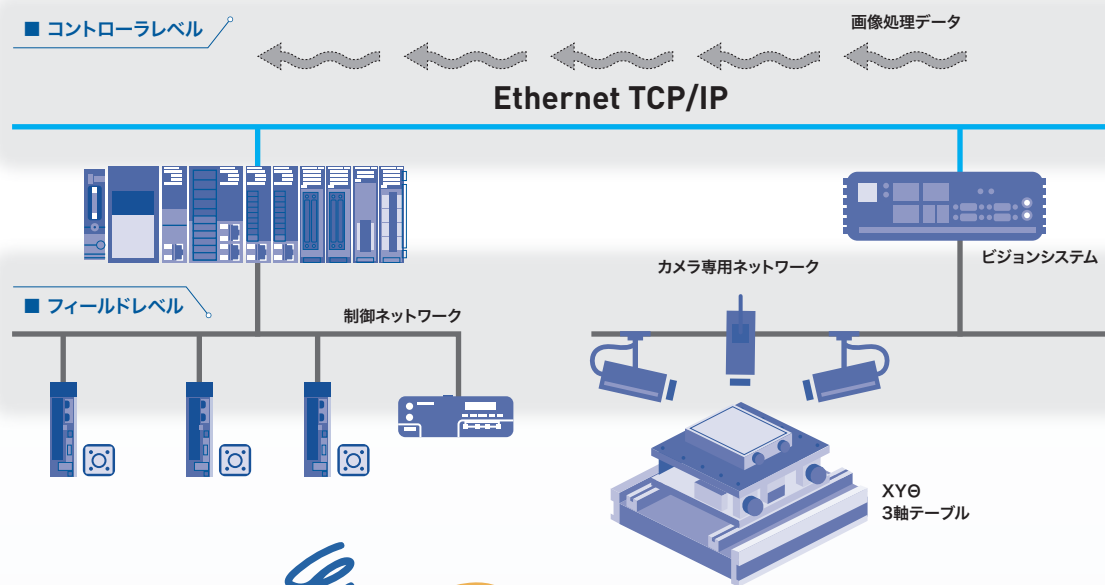 ■ コントローラレベル
画像処理データ
Ethernet TCP/IP
ビジョンシステム
カメラ専用ネットワーク
■ フィールドレベル
制御ネットワーク
XYΘ
3軸テーブル